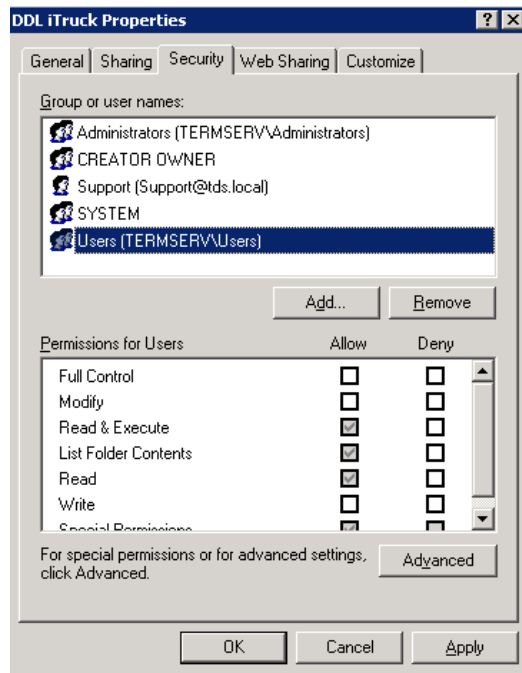 DDL iTruck Properties
General Sharing Security Web Sharing Customize
Group or user names:
Administrators (TERMSERV\Administrators)
CREATOR OWNER
Support (Support@tds.local)
SYSTEM
Users (TERMSERV\Users)
Add... Remove
Permissions for Users Allow Deny
Full Control
Modify
Read & Execute
List Folder Contents
Read
Write
Special Permissions
For special permissions or for advanced settings,
click Advanced.
Advanced
OK Cancel Apply